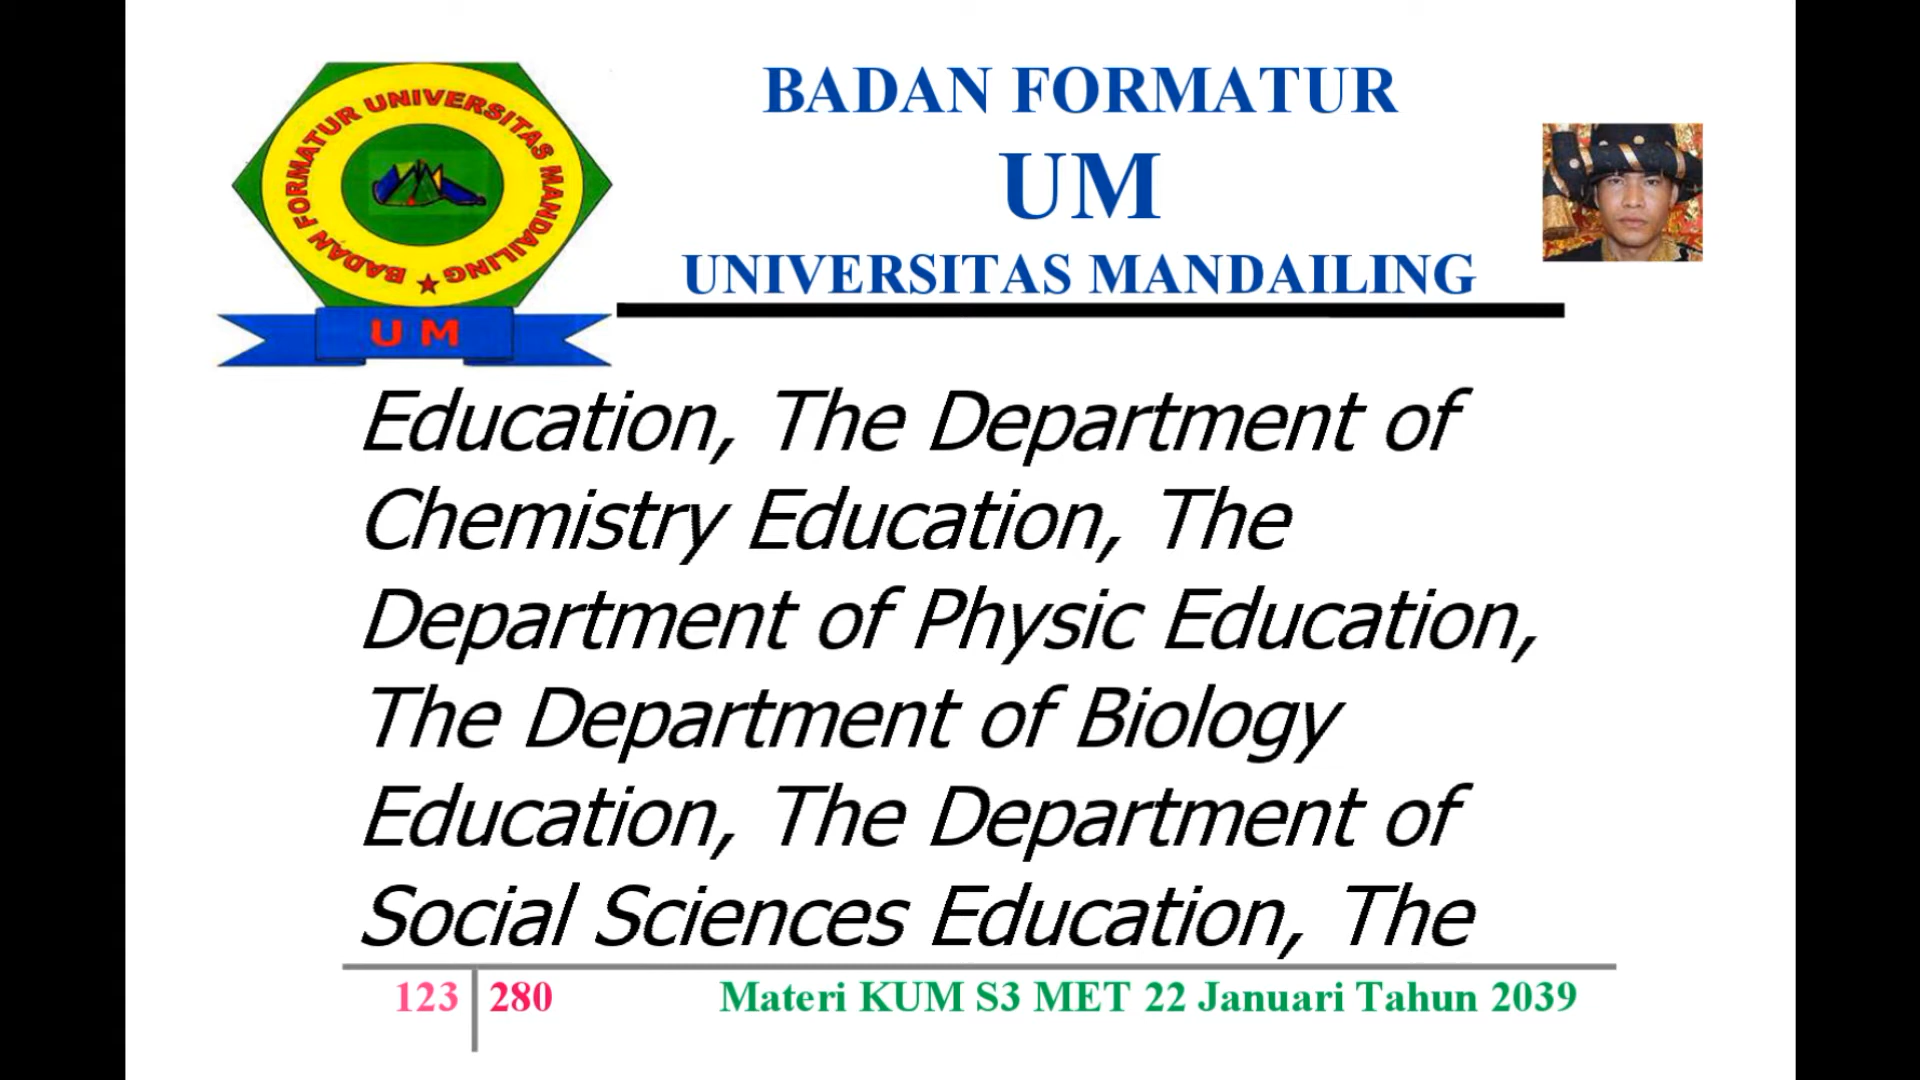 BADAN FORMATUR UNIVERSITAS MANDAILING
U M
BADAN FORMATUR
UM
UNIVERSITAS MANDAILING
Education, The Department of
Chemistry Education, The
Department of Physic Education,
The Department of Biology
Education, The Department of
Social Sciences Education, The
123 280 Materi KUM S3 MET 22 Januari Tahun 2039